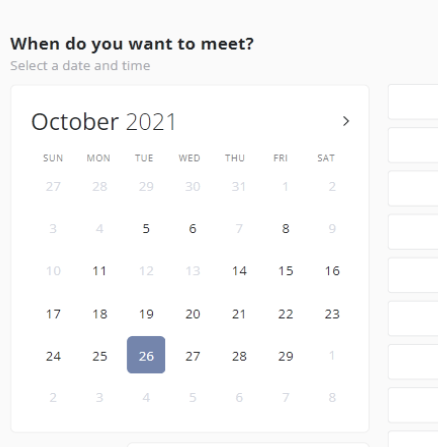 When do you want to meet?
Select a date and time
October 2021 >
SUN MON TUE WED THU FRI SAT
27 28 29 30 31 1 2
3 4 5 6 7 8 9
10 11 12 13 14 15 16
17 18 19 20 21 22 23
24 25 26 27 28 29 1
2 3 4 5 6 7 8